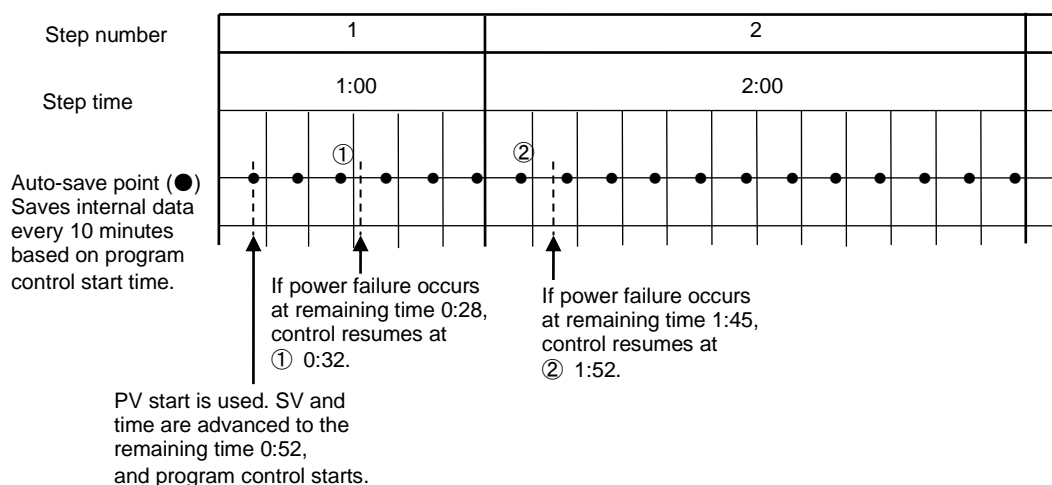 Step number
1
2
Step time
1:00
2:00
①
②
Auto-save point (●)
Saves internal data
every 10 minutes
based on program
control start time.
If power failure occurs
at remaining time 0:28,
control resumes at
① 0:32.
If power failure occurs
at remaining time 1:45,
control resumes at
② 1:52.
PV start is used. SV and
time are advanced to the
remaining time 0:52,
and program control starts.